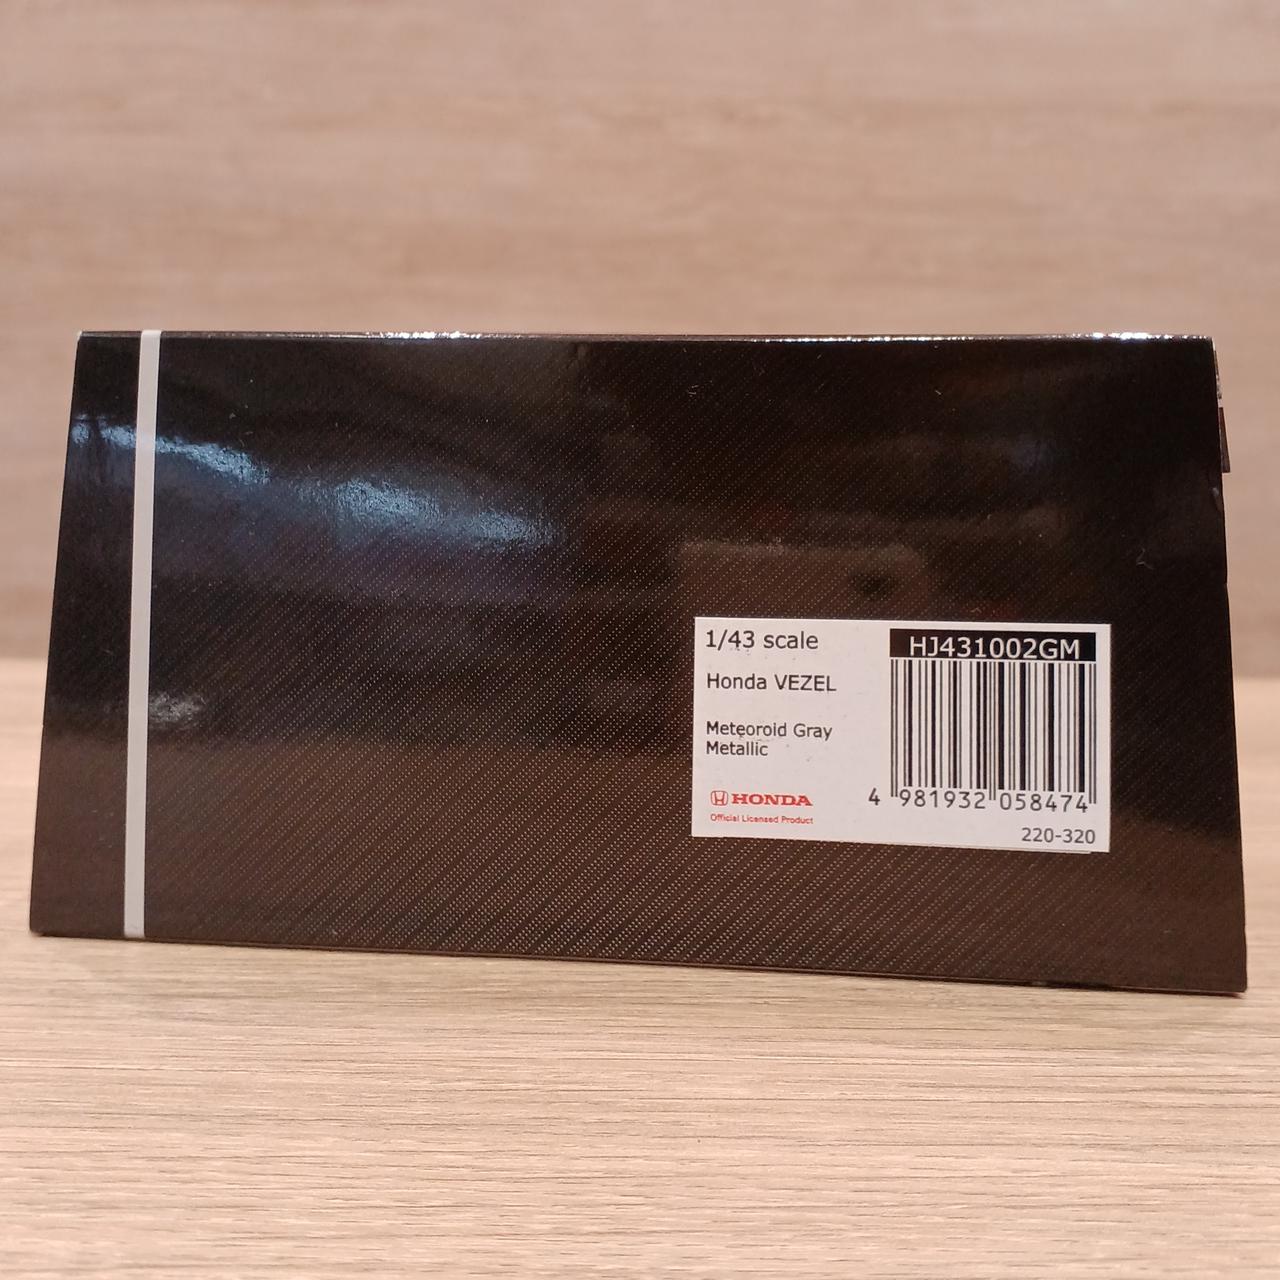 1/43 scale
HJ431002GM
Honda VEZEL
Meteoroid Gray
Metallic
HONDA
Official Licensed Product
4 981932 058474
220-320